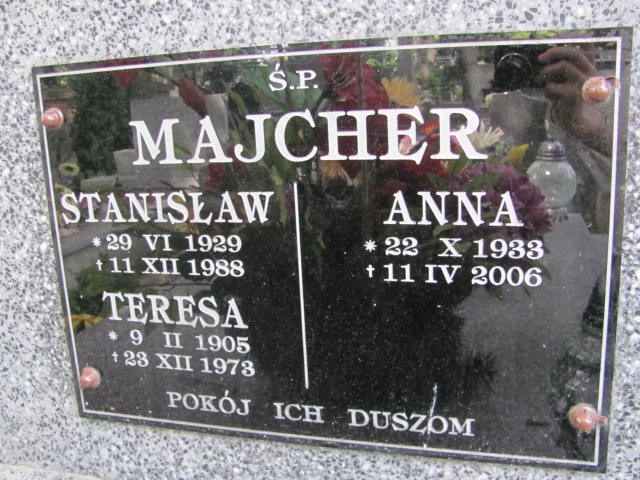 Ś.P.
MAJCHER
STANISŁAW
* 29 VI 1929
† 11 XII 1988
TERESA
* 9 II 1905
† 23 XII 1973
ANNA
* 22 X 1933
† 11 IV 2006
POKÓJ ICH DUSZOM